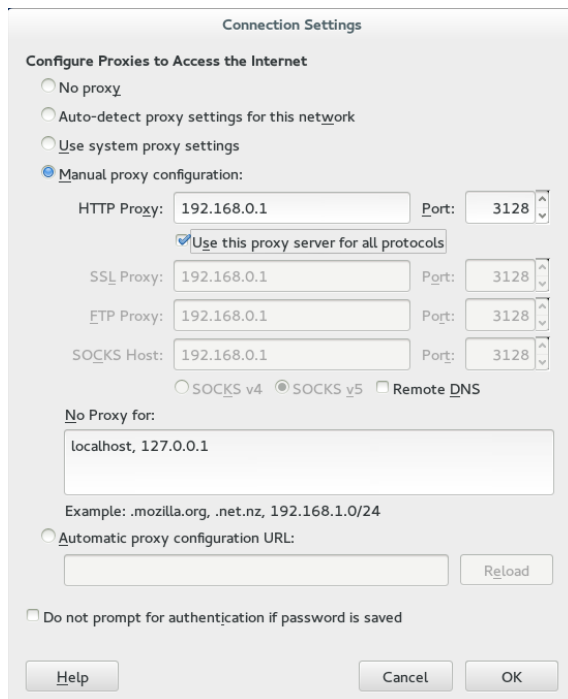 Connection Settings
Configure Proxies to Access the Internet
No proxy
Auto-detect proxy settings for this network
Use system proxy settings
Manual proxy configuration:
HTTP Proxy: 192.168.0.1 Port: 3128
Use this proxy server for all protocols
SSL Proxy: 192.168.0.1 Port: 3128
FTP Proxy: 192.168.0.1 Port: 3128
SOCKS Host: 192.168.0.1 Port: 3128
SOCKS v4 SOCKS v5 Remote DNS
No Proxy for:
localhost, 127.0.0.1
Example: .mozilla.org, .net.nz, 192.168.1.0/24
Automatic proxy configuration URL:
Reload
Do not prompt for authentication if password is saved
Help Cancel OK